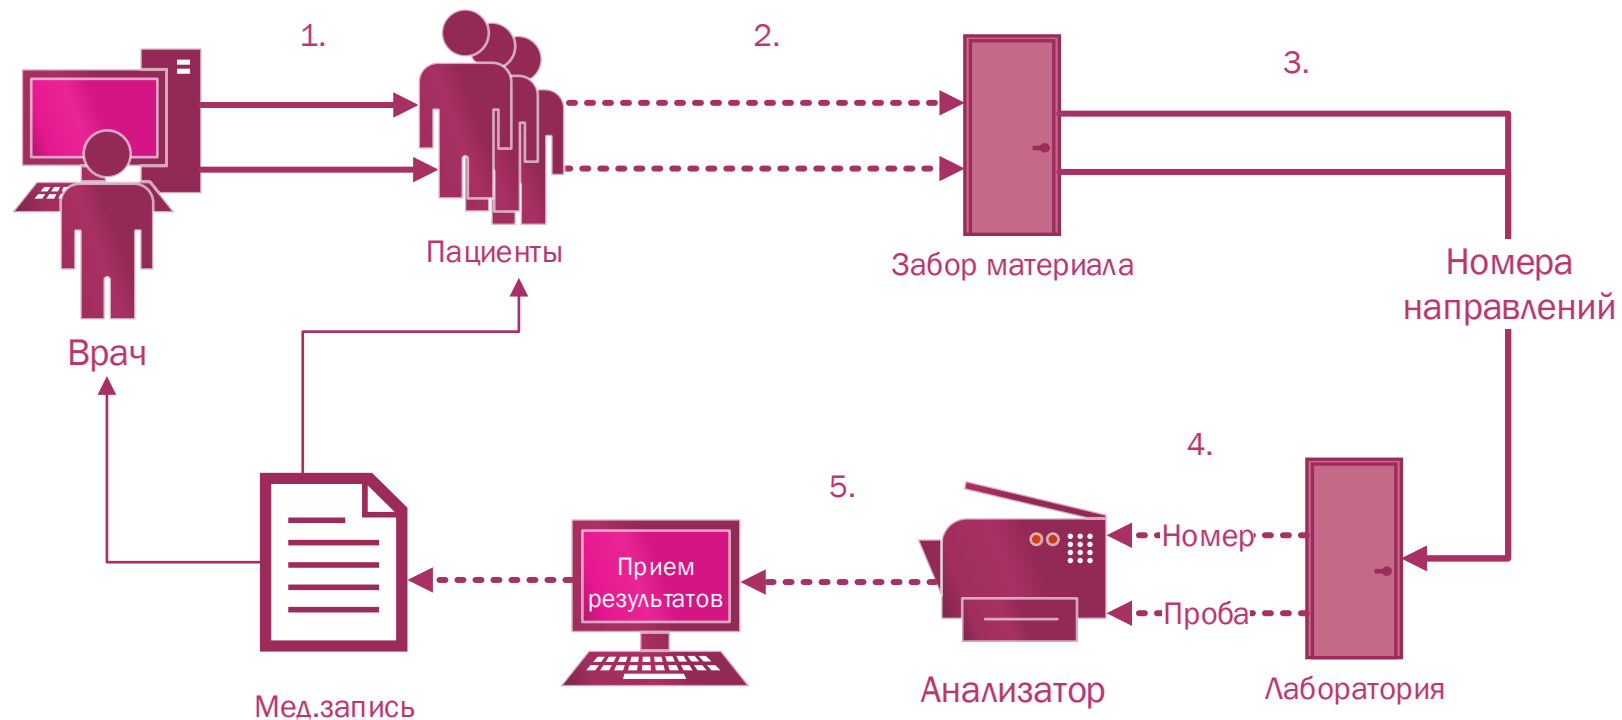 1.
2.
3.
Пациенты
Забор материала
Номера
направлений
Врач
4.
5.
Номер
Прием
результатов
Проба
Анализатор
Лаборатория
Мед.запись